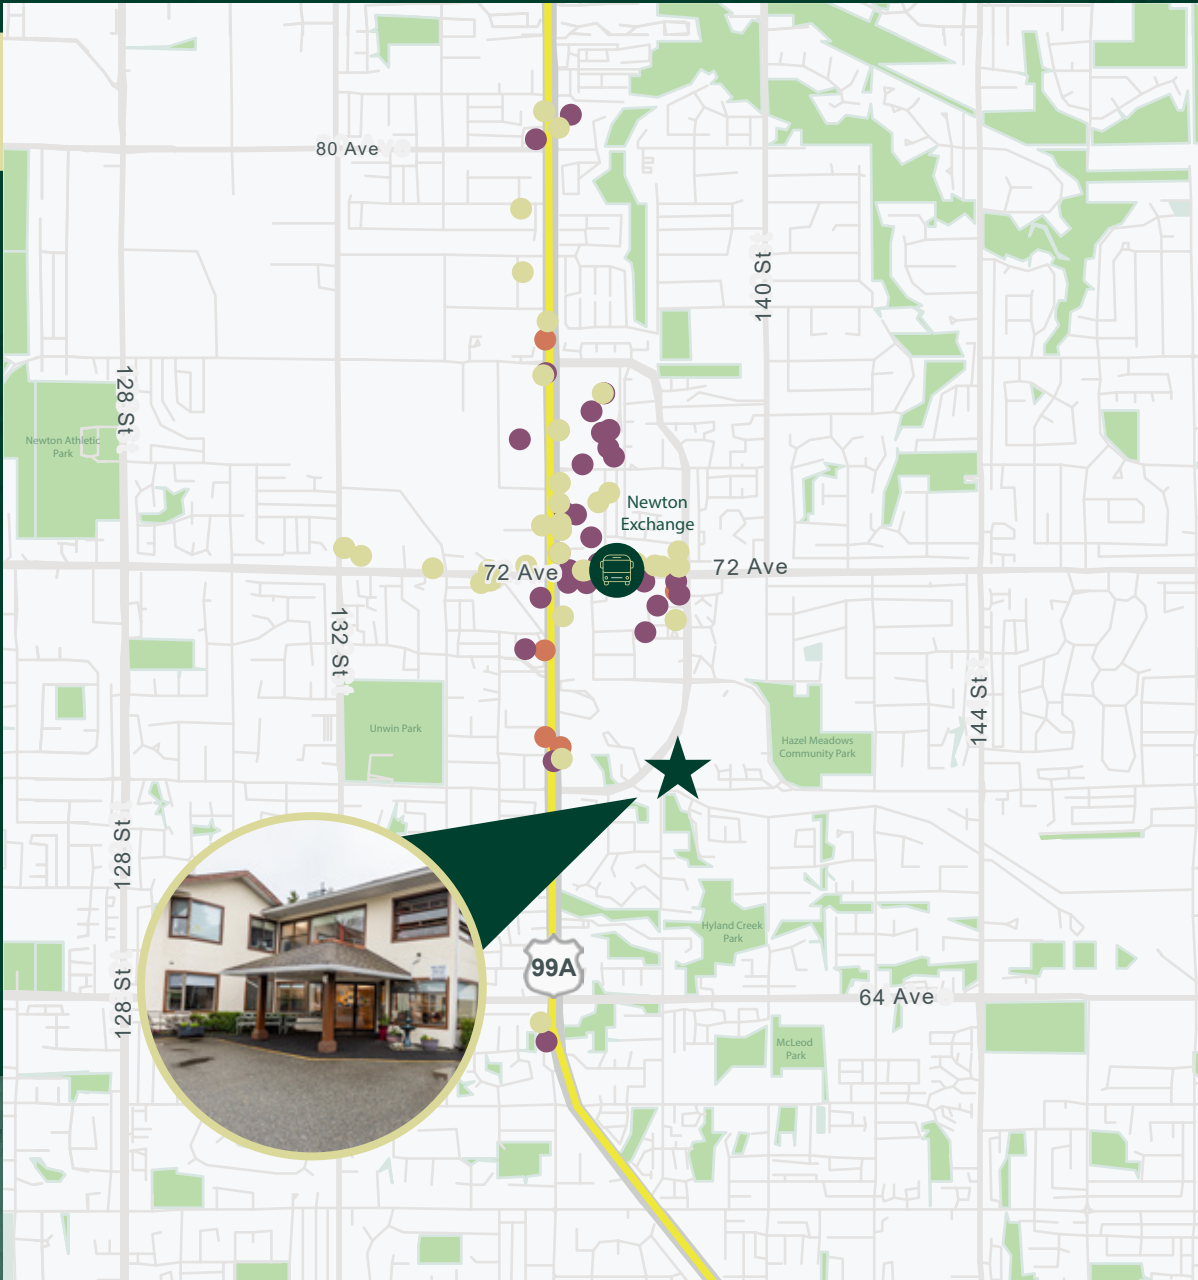 80 Ave
140 St
128 St
Newton Athletic
Park
Newton
Exchange
72 Ave
72 Ave
132 St
144 St
Unwin Park
Hazel Meadows
Community Park
128 St
Hyland Creek
Park
99A
128 St
64 Ave
McLeod
Park